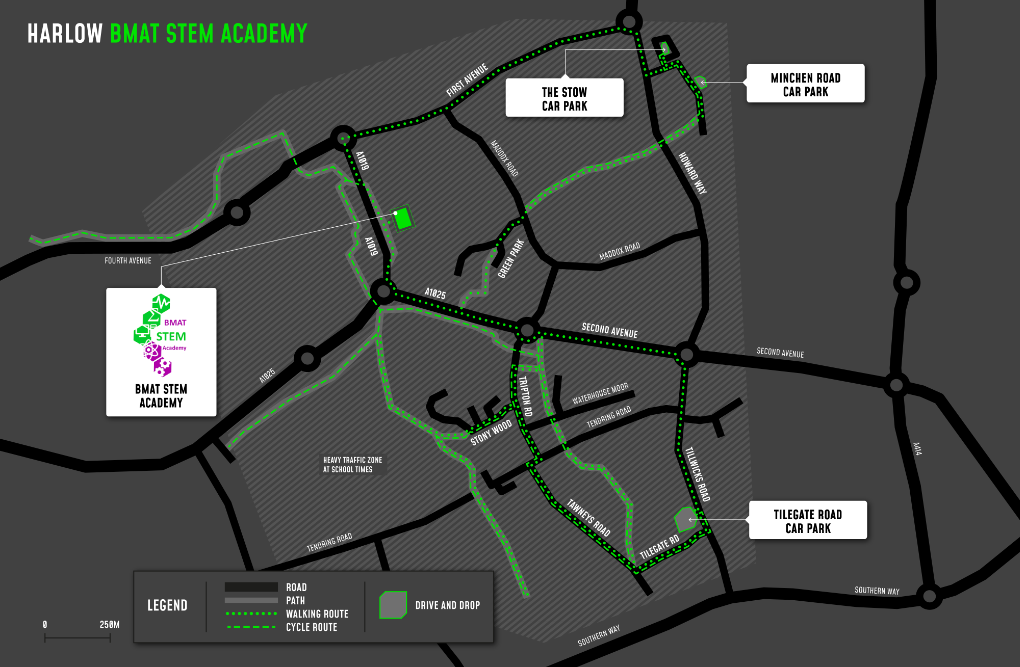 HARLOW BMAT STEM ACADEMY
THE STOW
CAR PARK
MINCHEN ROAD
CAR PARK
FIRST AVENUE
A1019
MADDOX ROAD
HOWARD WAY
A1019
GREEN PARK
MADDOX ROAD
FOURTH AVENUE
A1025
SECOND AVENUE
SECOND AVENUE
BMAT
STEM
Academy
BMAT STEM
ACADEMY
A1025
TRIPTON RD
WATERHOUSE MOOR
TENDRING ROAD
STONY WOOD
HEAVY TRAFFIC ZONE
AT SCHOOL TIMES
TILLWICKS ROAD
A414
TAWNEYS ROAD
TILEGATE ROAD
CAR PARK
TENDRING ROAD
TILEGATE RD
SOUTHERN WAY
SOUTHERN WAY
LEGEND
ROAD
PATH
WALKING ROUTE
CYCLE ROUTE
DRIVE AND DROP
0 250M